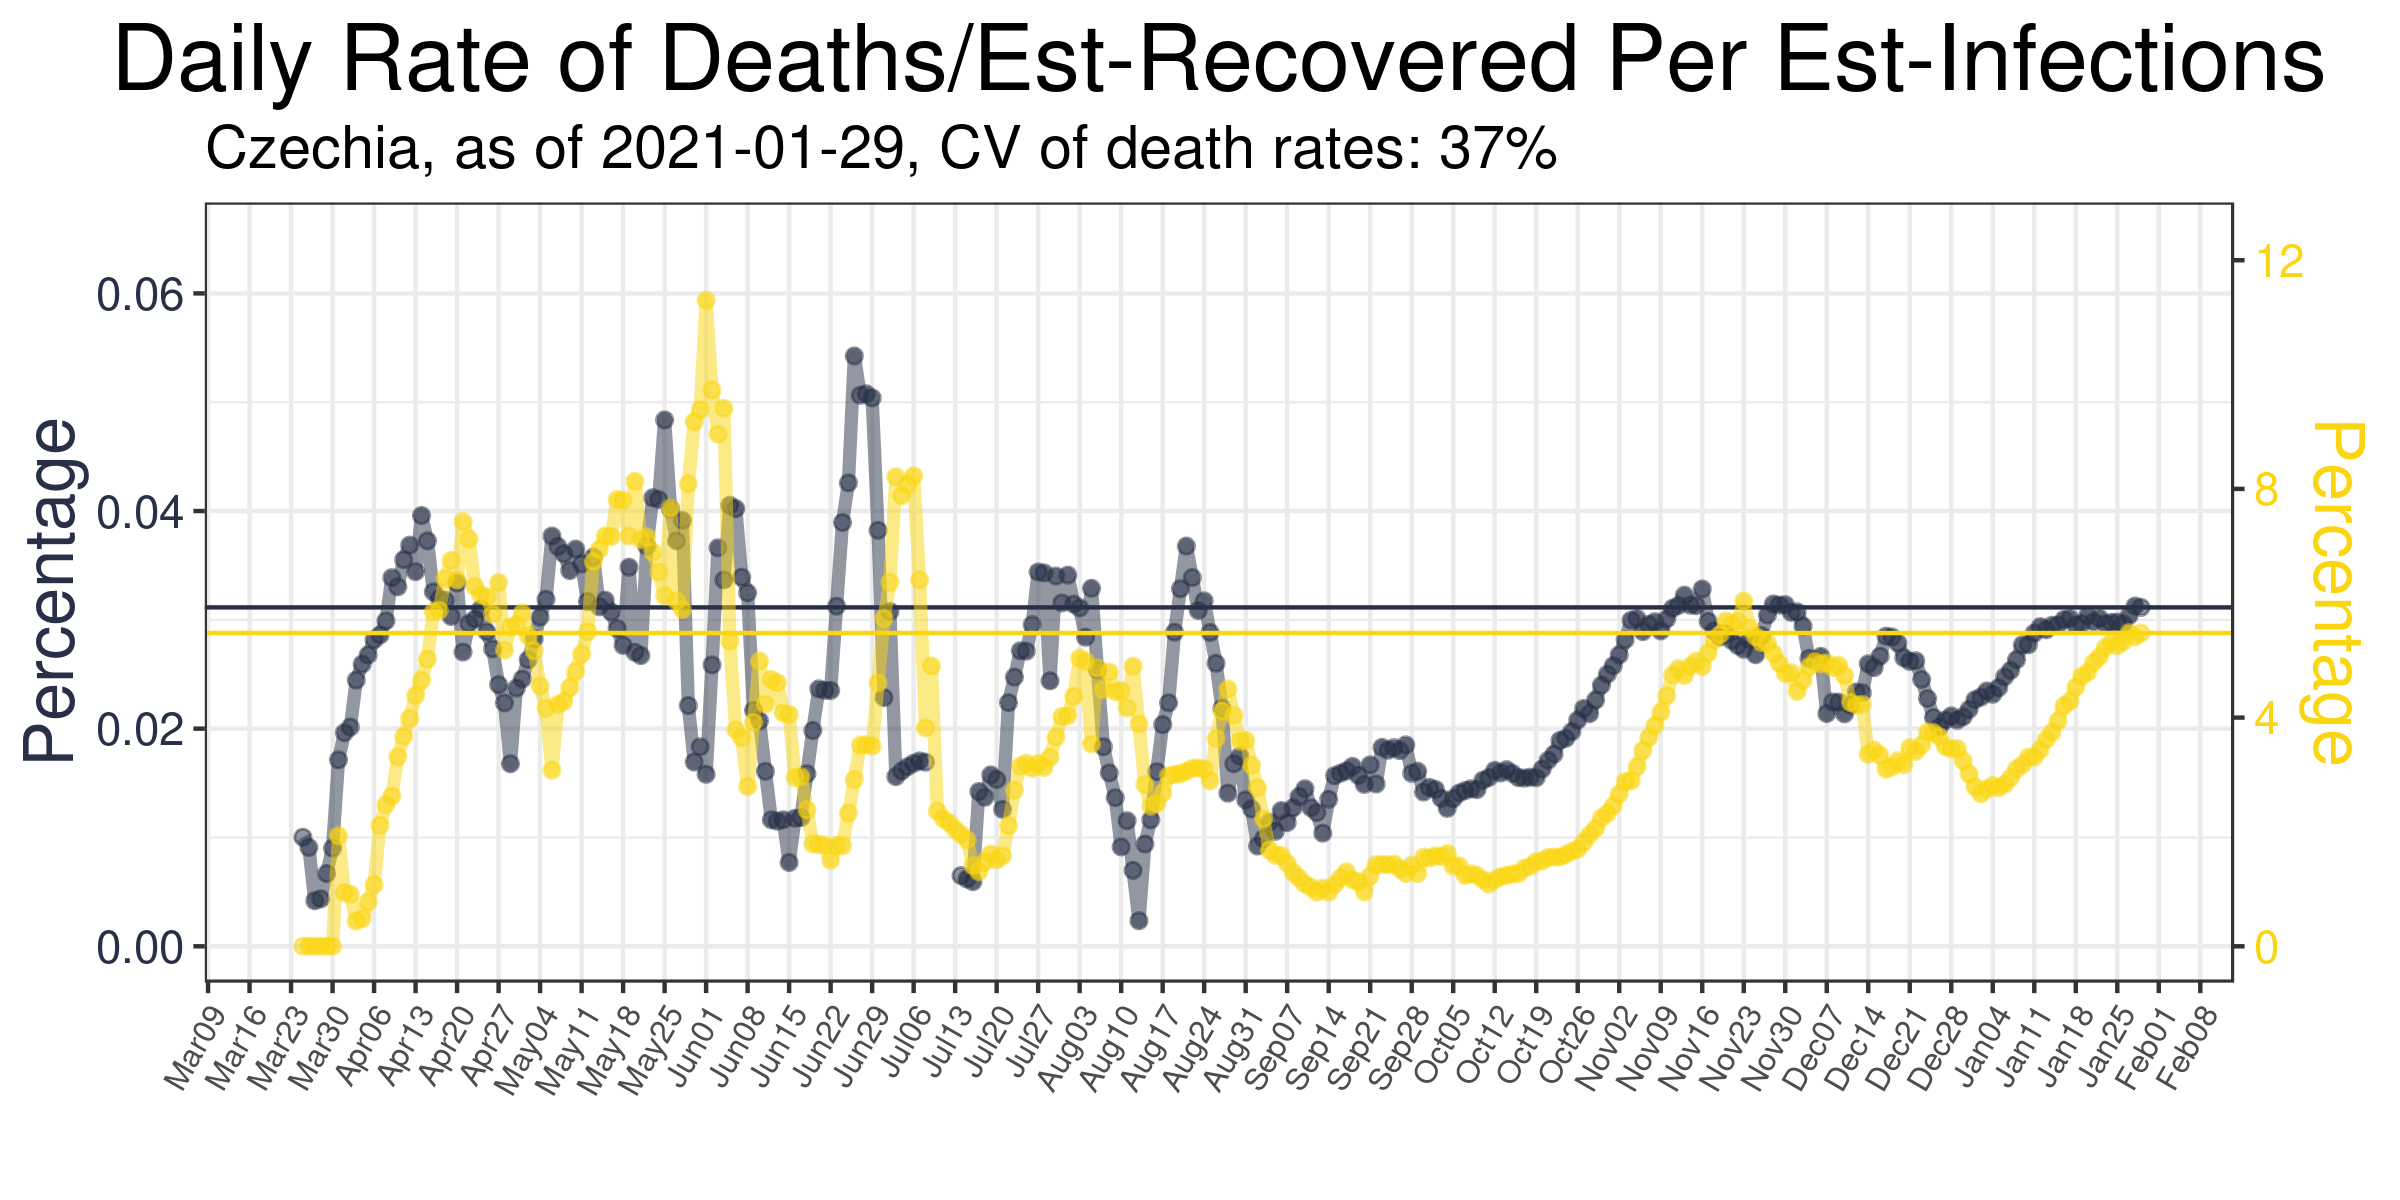 Daily Rate of Deaths/Est-Recovered Per Est-Infections
Czechia, as of 2021-01-29, CV of death rates: 37%
Percentage
0.06
0.04
0.02
0.00
12
8
4
0
Percentage
Mar09
Mar16
Mar23
Mar30
Apr06
Apr13
Apr20
Apr27
May04
May11
May18
May25
Jun01
Jun08
Jun15
Jun22
Jun29
Jul06
Jul13
Jul20
Jul27
Aug03
Aug10
Aug17
Aug24
Aug31
Sep07
Sep14
Sep21
Sep28
Oct05
Oct12
Oct19
Oct26
Nov02
Nov09
Nov16
Nov23
Nov30
Dec07
Dec14
Dec21
Dec28
Jan04
Jan11
Jan18
Jan25
Feb01
Feb08